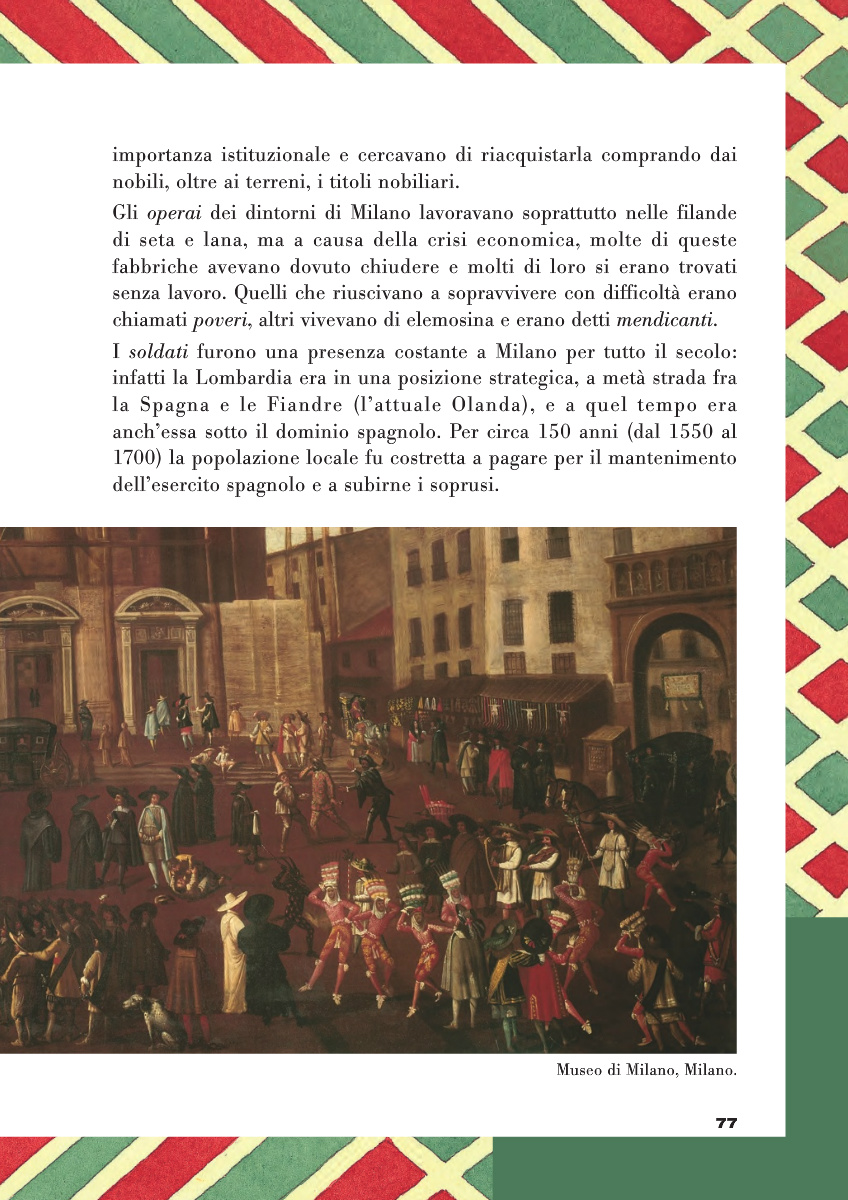 importanza istituzionale e cercavano di riacquistarla comprando dai
nobili, oltre ai terreni, i titoli nobiliari.
Gli operai dei dintorni di Milano lavoravano soprattutto nelle filande
di seta e lana, ma a causa della crisi economica, molte di queste
fabbriche avevano dovuto chiudere e molti di loro si erano trovati
senza lavoro. Quelli che riuscivano a sopravvivere con difficoltà erano
chiamati poveri, altri vivevano di elemosina e erano detti mendicanti.
I soldati furono una presenza costante a Milano per tutto il secolo:
infatti la Lombardia era in una posizione strategica, a metà strada fra
la Spagna e le Fiandre (l'attuale Olanda), e a quel tempo era
anch'essa sotto il dominio spagnolo. Per circa 150 anni (dal 1550 al
1700) la popolazione locale fu costretta a pagare per il mantenimento
dell'esercito spagnolo e a subirne i soprusi.
Museo di Milano, Milano.
77